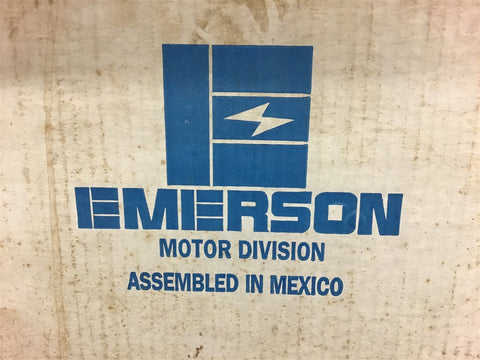 EMERSON
MOTOR DIVISION
ASSEMBLED IN MEXICO